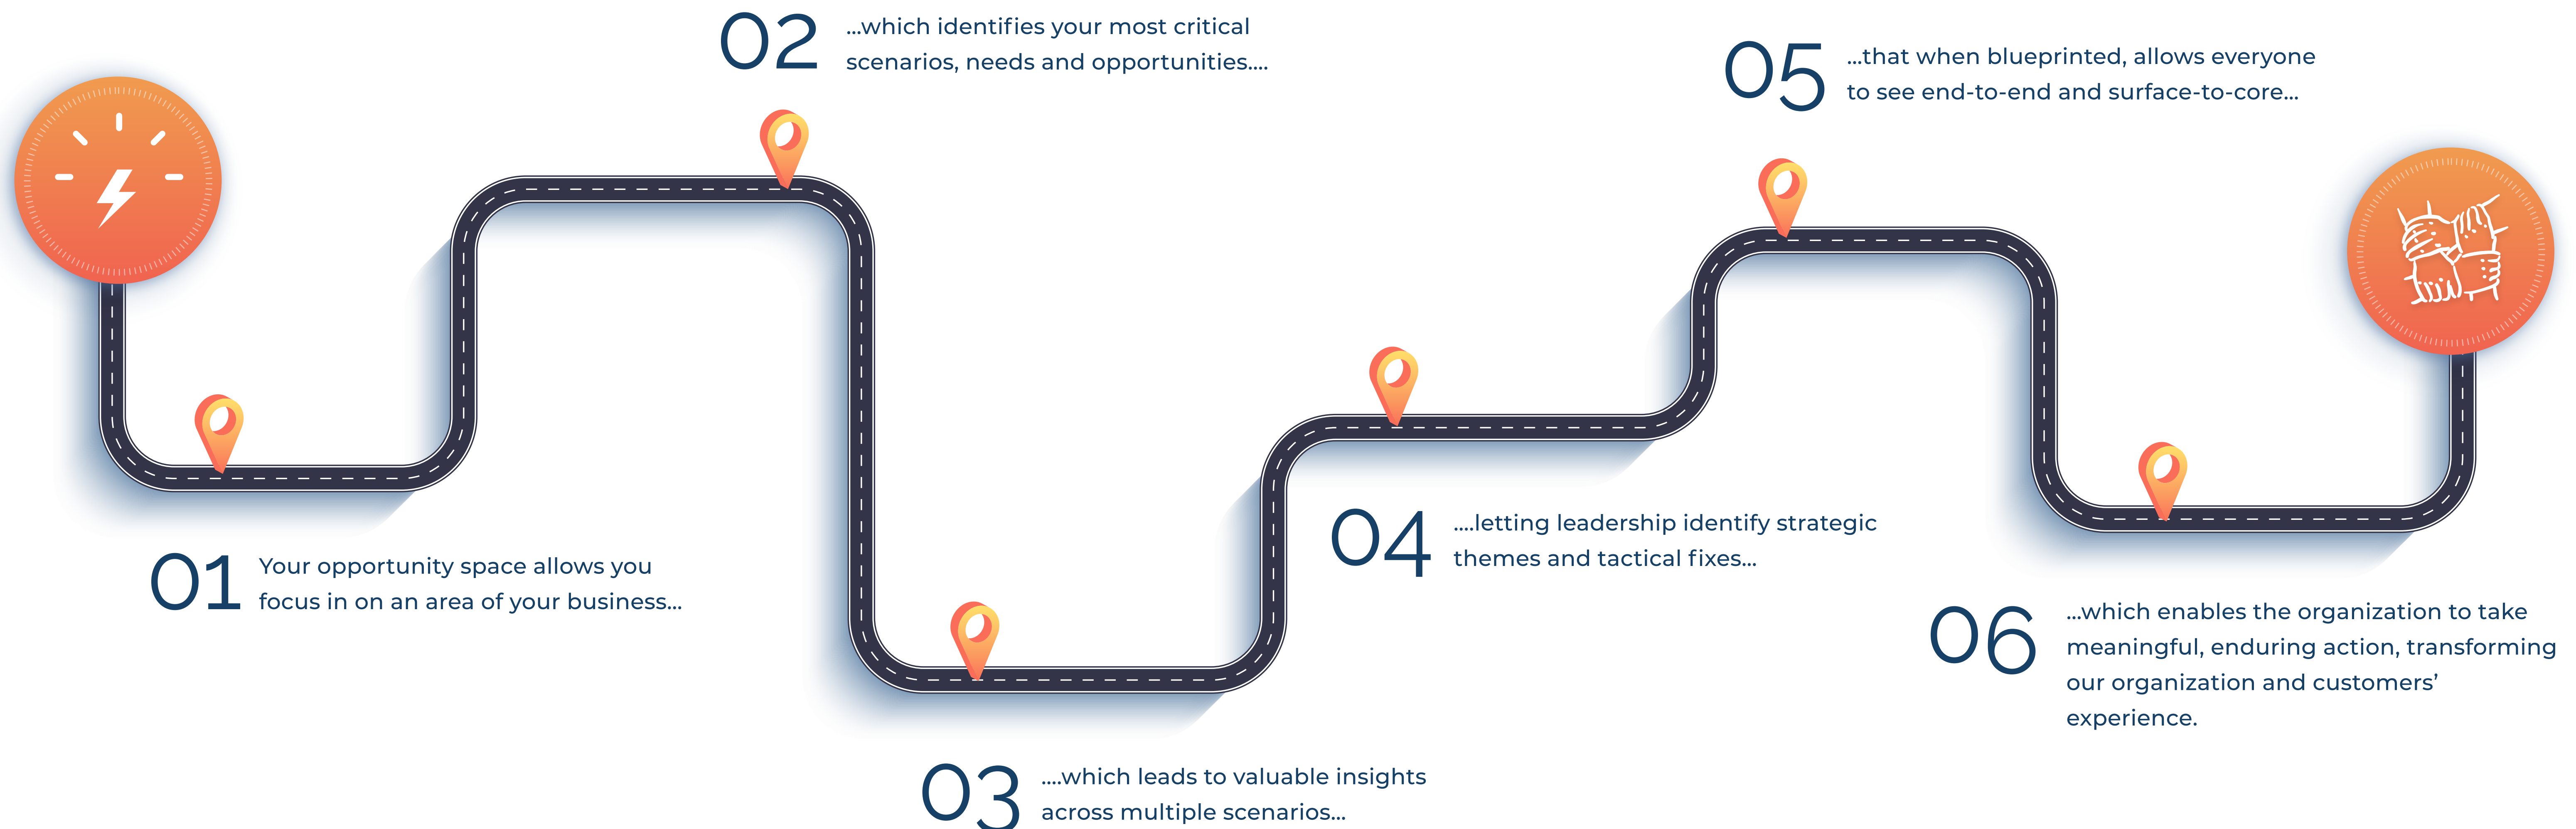 01
Your opportunity space allows you
focus in on an area of your business...
02
...which identifies your most critical
scenarios, needs and opportunities....
03
....which leads to valuable insights
across multiple scenarios...
04
....letting leadership identify strategic
themes and tactical fixes...
05
...that when blueprinted, allows everyone
to see end-to-end and surface-to-core...
06
...which enables the organization to take
meaningful, enduring action, transforming
our organization and customers’
experience.